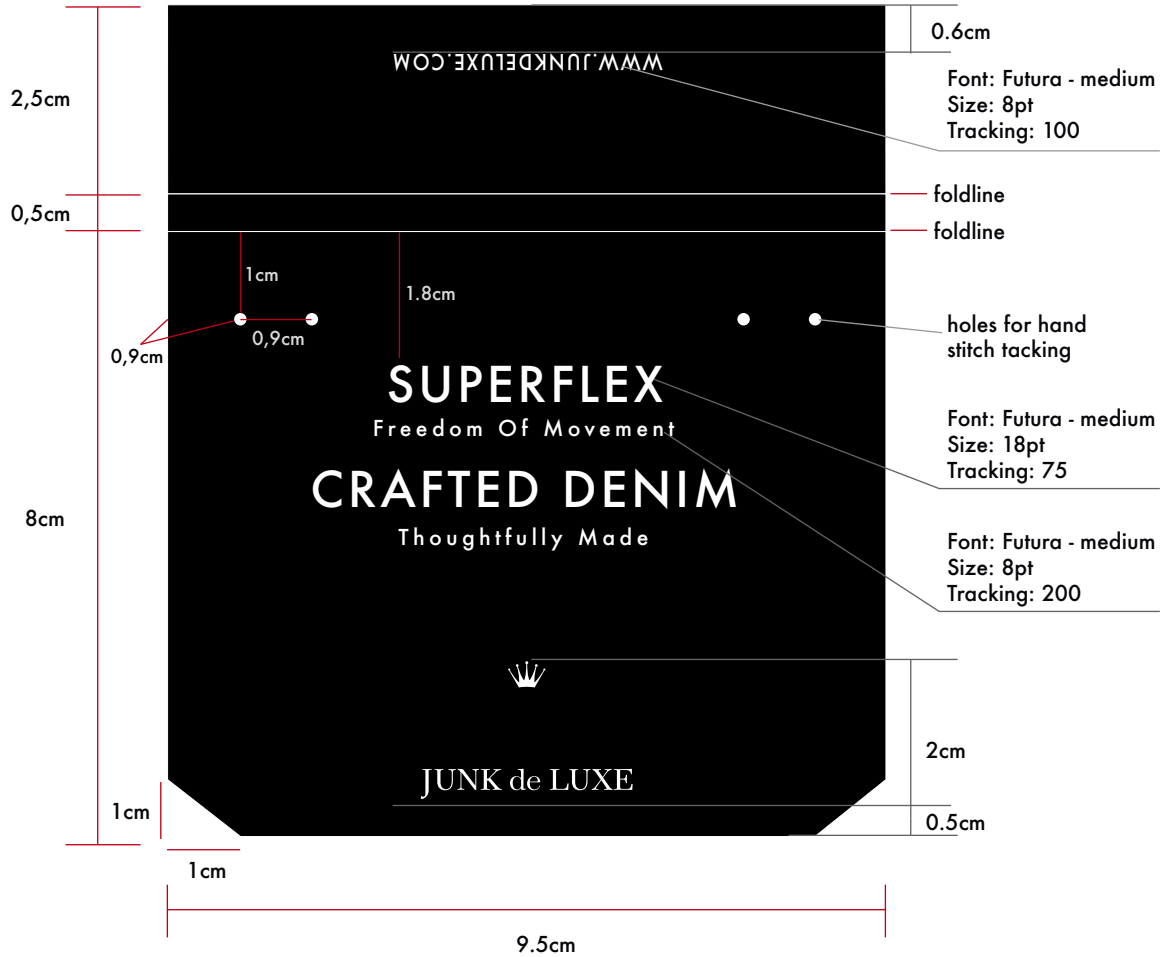 0.6cm
WWW.JUNKDELUXE.COM
Font: Futura - medium
Size: 8pt
Tracking: 100
2,5cm
foldline
0,5cm
foldline
1cm
1.8cm
0,9cm
0,9cm
holes for hand
stitch tacking
SUPERFLEX
Freedom Of Movement
Font: Futura - medium
Size: 18pt
Tracking: 75
CRAFTED DENIM
Thoughtfully Made
8cm
Font: Futura - medium
Size: 8pt
Tracking: 200
2cm
JUNK de LUXE
1cm
0.5cm
1cm
9.5cm